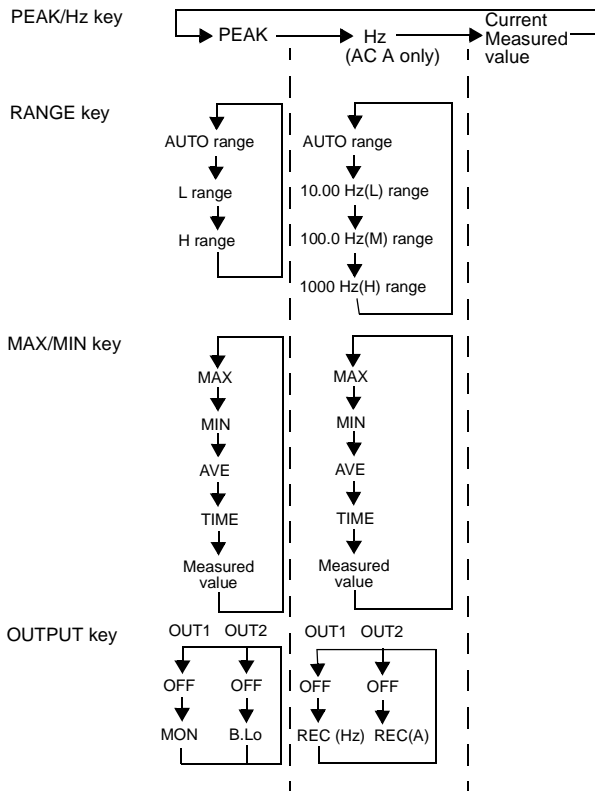 PEAK/Hz key
PEAK
Hz
(AC A only)
Current
Measured
value
RANGE key
AUTO range
L range
H range
AUTO range
10.00 Hz(L) range
100.0 Hz(M) range
1000 Hz(H) range
MAX/MIN key
MAX
MIN
AVE
TIME
Measured
value
MAX
MIN
AVE
TIME
Measured
value
OUTPUT key
OUT1 OUT2
OFF OFF
MON B.Lo
OUT1 OUT2
OFF OFF
REC (Hz) REC(A)